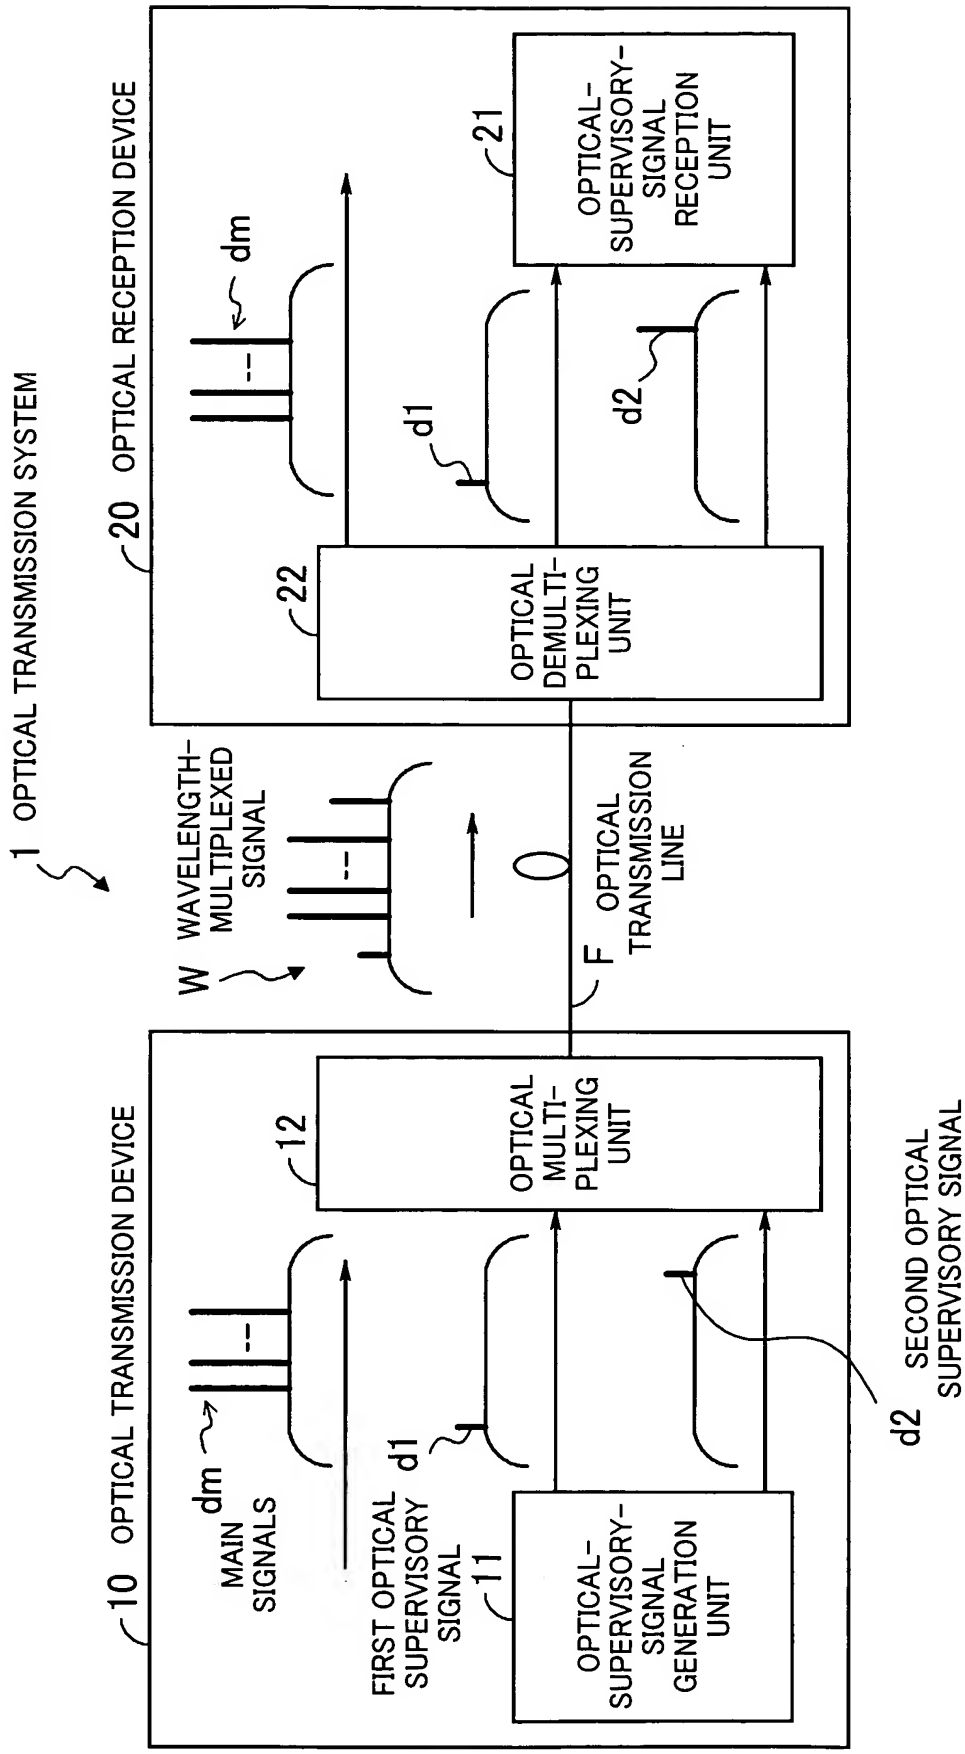 1 OPTICAL TRANSMISSION SYSTEM
10 OPTICAL TRANSMISSION DEVICE
dm
MAIN
SIGNALS
FIRST OPTICAL
SUPERVISORY
SIGNAL
d1
11
OPTICAL-
SUPERVISORY-
SIGNAL
GENERATION
UNIT
12
OPTICAL
MULTI-
PLEXING
UNIT
d2
SECOND OPTICAL
SUPERVISORY SIGNAL
W WAVELENGTH-
MULTIPLEXED
SIGNAL
F OPTICAL
TRANSMISSION
LINE
20 OPTICAL RECEPTION DEVICE
22
OPTICAL
DEMULTI-
PLEXING
UNIT
dm
d1
d2
21
OPTICAL-
SUPERVISORY-
SIGNAL
RECEPTION
UNIT